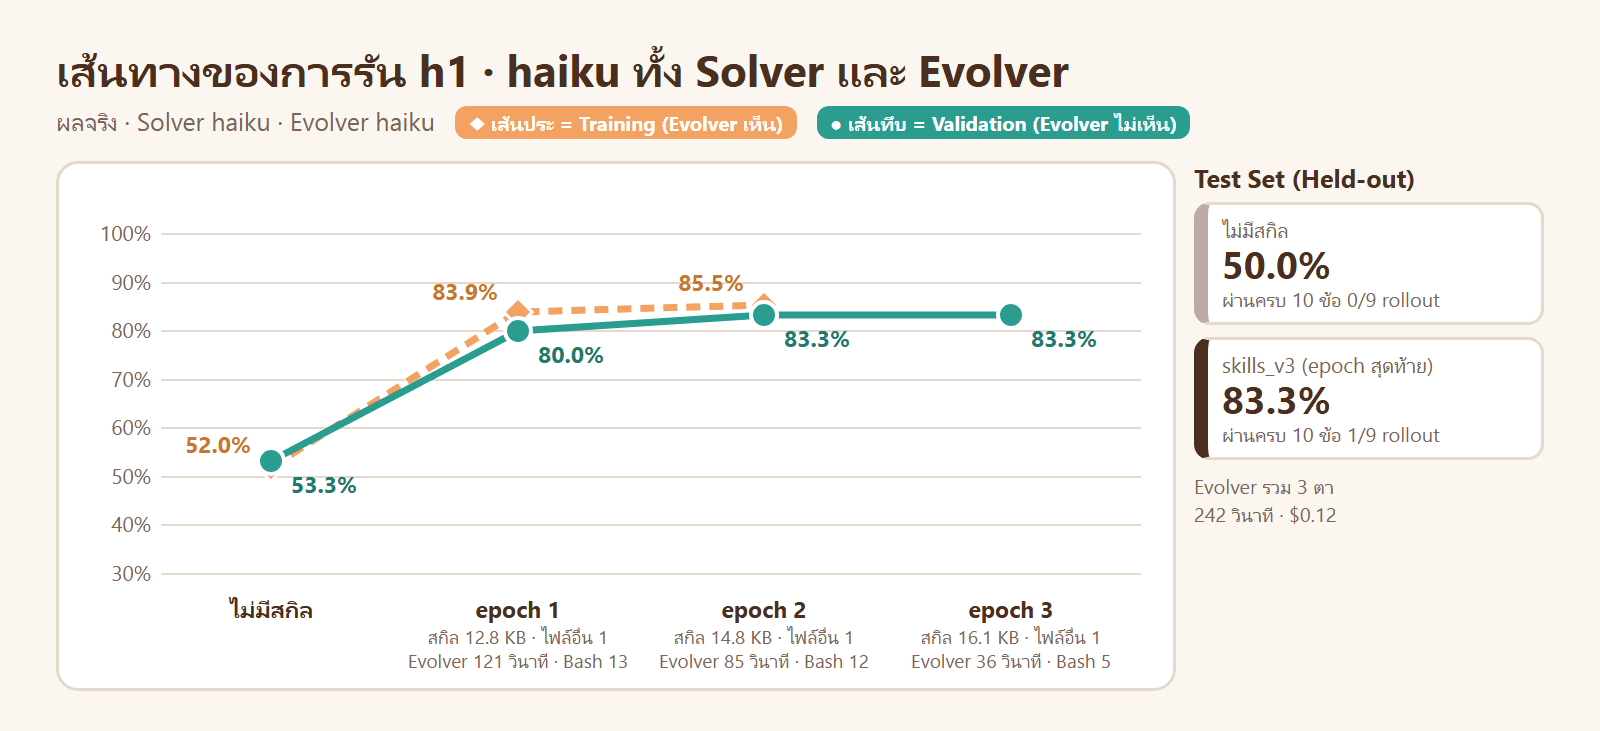 เส้นทางของการรัน h1 · haiku ทั้ง Solver และ Evolver
ผลจริง · Solver haiku · Evolver haiku
◆ เส้นประ = Training (Evolver เห็น)
● เส้นทึบ = Validation (Evolver ไม่เห็น)
100%
90%
80%
70%
60%
50%
40%
30%
52.0%
53.3%
83.9%
80.0%
85.5%
83.3%
83.3%
ไม่มีสกิล
epoch 1
สกิล 12.8 KB · ไฟล์อื่น 1
Evolver 121 วินาที · Bash 13
epoch 2
สกิล 14.8 KB · ไฟล์อื่น 1
Evolver 85 วินาที · Bash 12
epoch 3
สกิล 16.1 KB · ไฟล์อื่น 1
Evolver 36 วินาที · Bash 5
Test Set (Held-out)
ไม่มีสกิล
50.0%
ผ่านครบ 10 ข้อ 0/9 rollout
skills_v3 (epoch สุดท้าย)
83.3%
ผ่านครบ 10 ข้อ 1/9 rollout
Evolver รวม 3 ตา
242 วินาที · $0.12